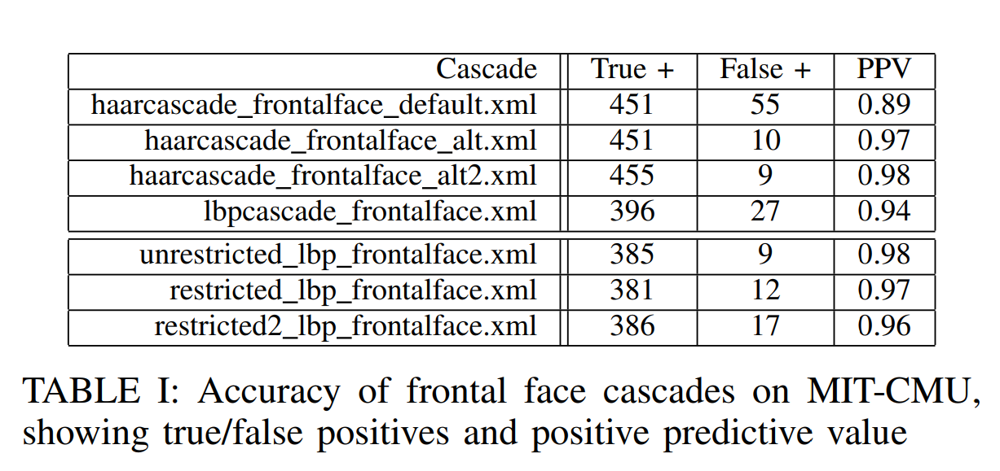 Cascade True + False + PPV
haarcascade_frontalface_default.xml 451 55 0.89
haarcascade_frontalface_alt.xml 451 10 0.97
haarcascade_frontalface_alt2.xml 455 9 0.98
lbpcascade_frontalface.xml 396 27 0.94
unrestricted_lbp_frontalface.xml 385 9 0.98
restricted_lbp_frontalface.xml 381 12 0.97
restricted2_lbp_frontalface.xml 386 17 0.96
TABLE I: Accuracy of frontal face cascades on MIT-CMU,
showing true/false positives and positive predictive value